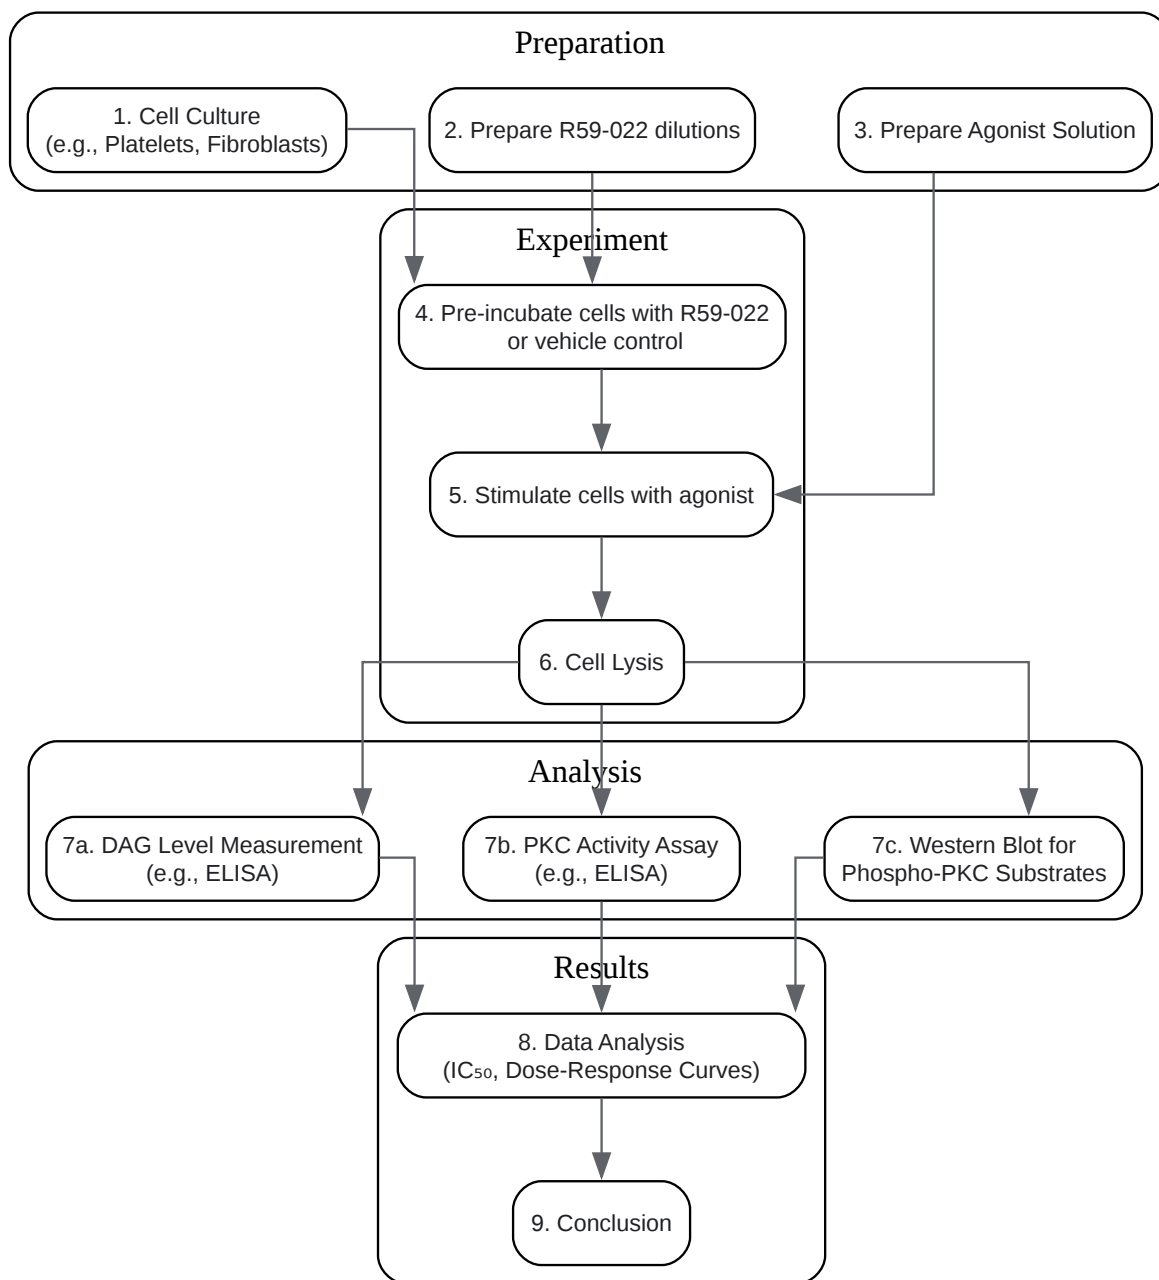 Preparation
1. Cell Culture
(e.g., Platelets, Fibroblasts)
2. Prepare R59-022 dilutions
3. Prepare Agonist Solution
Experiment
4. Pre-incubate cells with R59-022
or vehicle control
5. Stimulate cells with agonist
6. Cell Lysis
Analysis
7a. DAG Level Measurement
(e.g., ELISA)
7b. PKC Activity Assay
(e.g., ELISA)
7c. Western Blot for
Phospho-PKC Substrates
Results
8. Data Analysis
(IC₅₀, Dose-Response Curves)
9. Conclusion